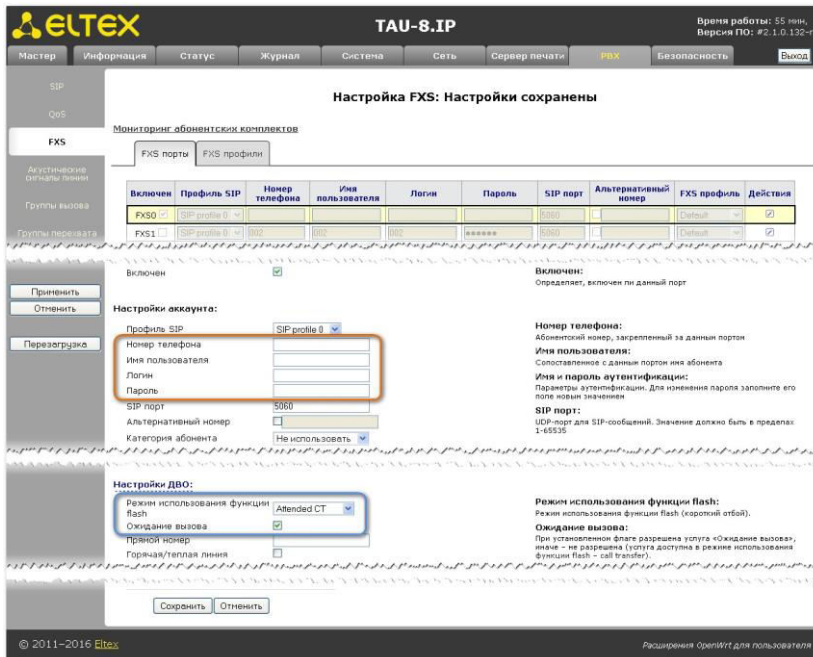 ELTEX
TAU-8.IP
Время работы: 55 мин,
Версия ПО: #2.1.0.132-r
Мастер Информация Статус Журнал Система Сеть Сервер печати PBX Безопасность Выход
SIP
QoS
FXS
Акустические сигналы линии
Группы вызова
Группы перехвата
Настройка FXS: Настройки сохранены
Мониторинг абонентских комплектов
FXS порты FXS профили
Включен Профиль SIP Номер телефона Имя пользователя Логин Пароль SIP порт Альтернативный номер FXS профиль Действия
FXS0 SIP profile 0 5060 Default
FXS1 SIP profile 0 002 002 002 ●●●●●● 5060 Default
Применить
Отменить
Перезагрузка
Включен
Включен:
Определяет, включен ли данный порт
Настройки аккаунта:
Профиль SIP SIP profile 0
Номер телефона
Имя пользователя
Логин
Пароль
SIP порт 5060
Альтернативный номер
Категория абонента Не использовать
Номер телефона:
Абонентский номер, закрепленный за данным портом
Имя пользователя:
Сопоставленное с данным портом имя абонента
Имя и пароль аутентификации:
Параметры аутентификации. Для изменения пароля заполните его
поле новым значением
SIP порт:
UDP-порт для SIP-сообщений. Значение должно быть в пределах
1-65535
Настройки ДВО:
Режим использования функции
flash Attended CT
Ожидание вызова
Прямой номер
Горячая/теплая линия
Режим использования функции flash:
Режим использования функции flash (короткий отбой).
Ожидание вызова:
При установленном флаге разрешена услуга «Ожидание вызова»,
иначе – не разрешена (услуга доступна в режиме использования
функции flash – call transfer).
Сохранить Отменить
© 2011–2016 Eltex
Расширения OpenWrt для пользователя